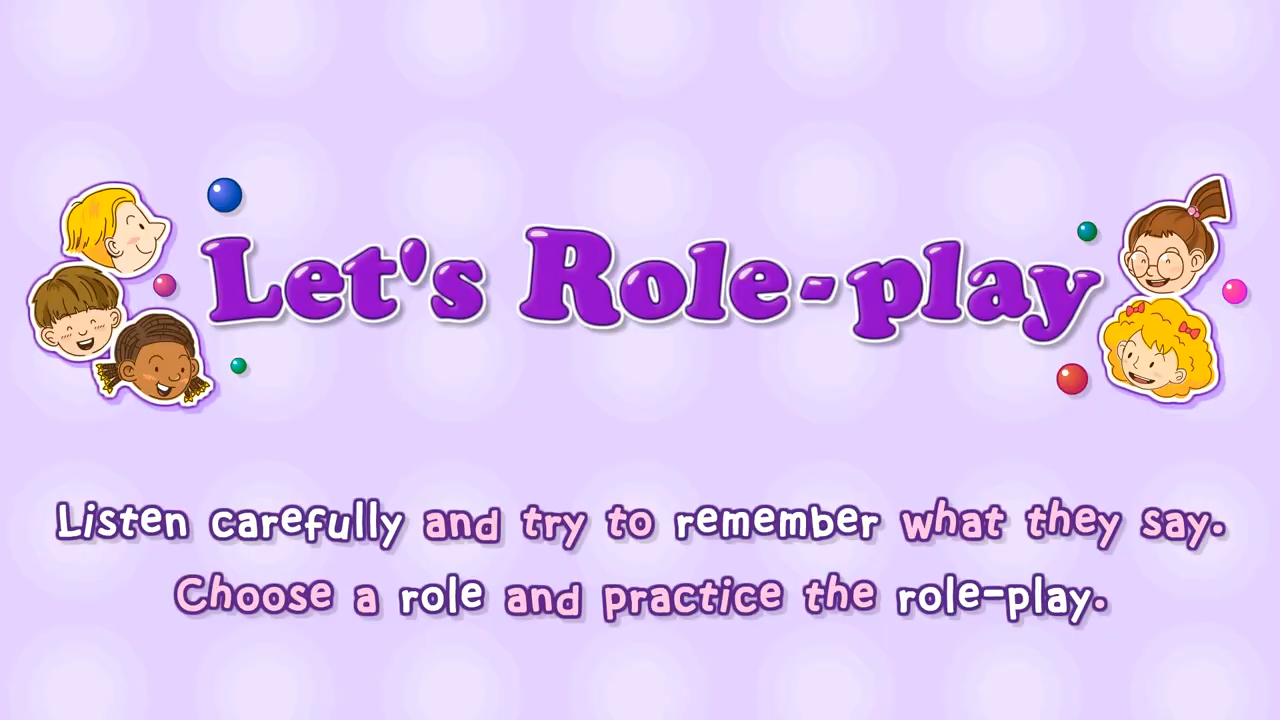 Let's Role-play
Listen carefully and try to remember what they say.
Choose a role and practice the role-play.